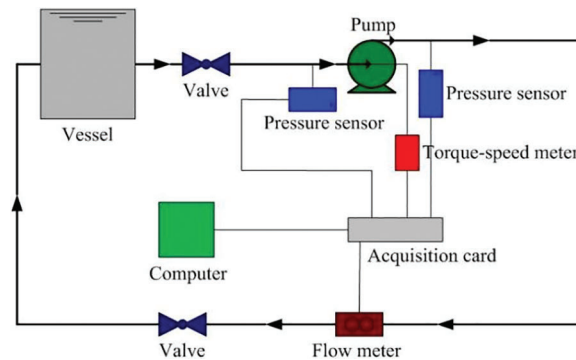 Pump
Valve
Pressure sensor
Pressure sensor
Vessel
Torque-speed meter
Acquisition card
Computer
Valve
Flow meter